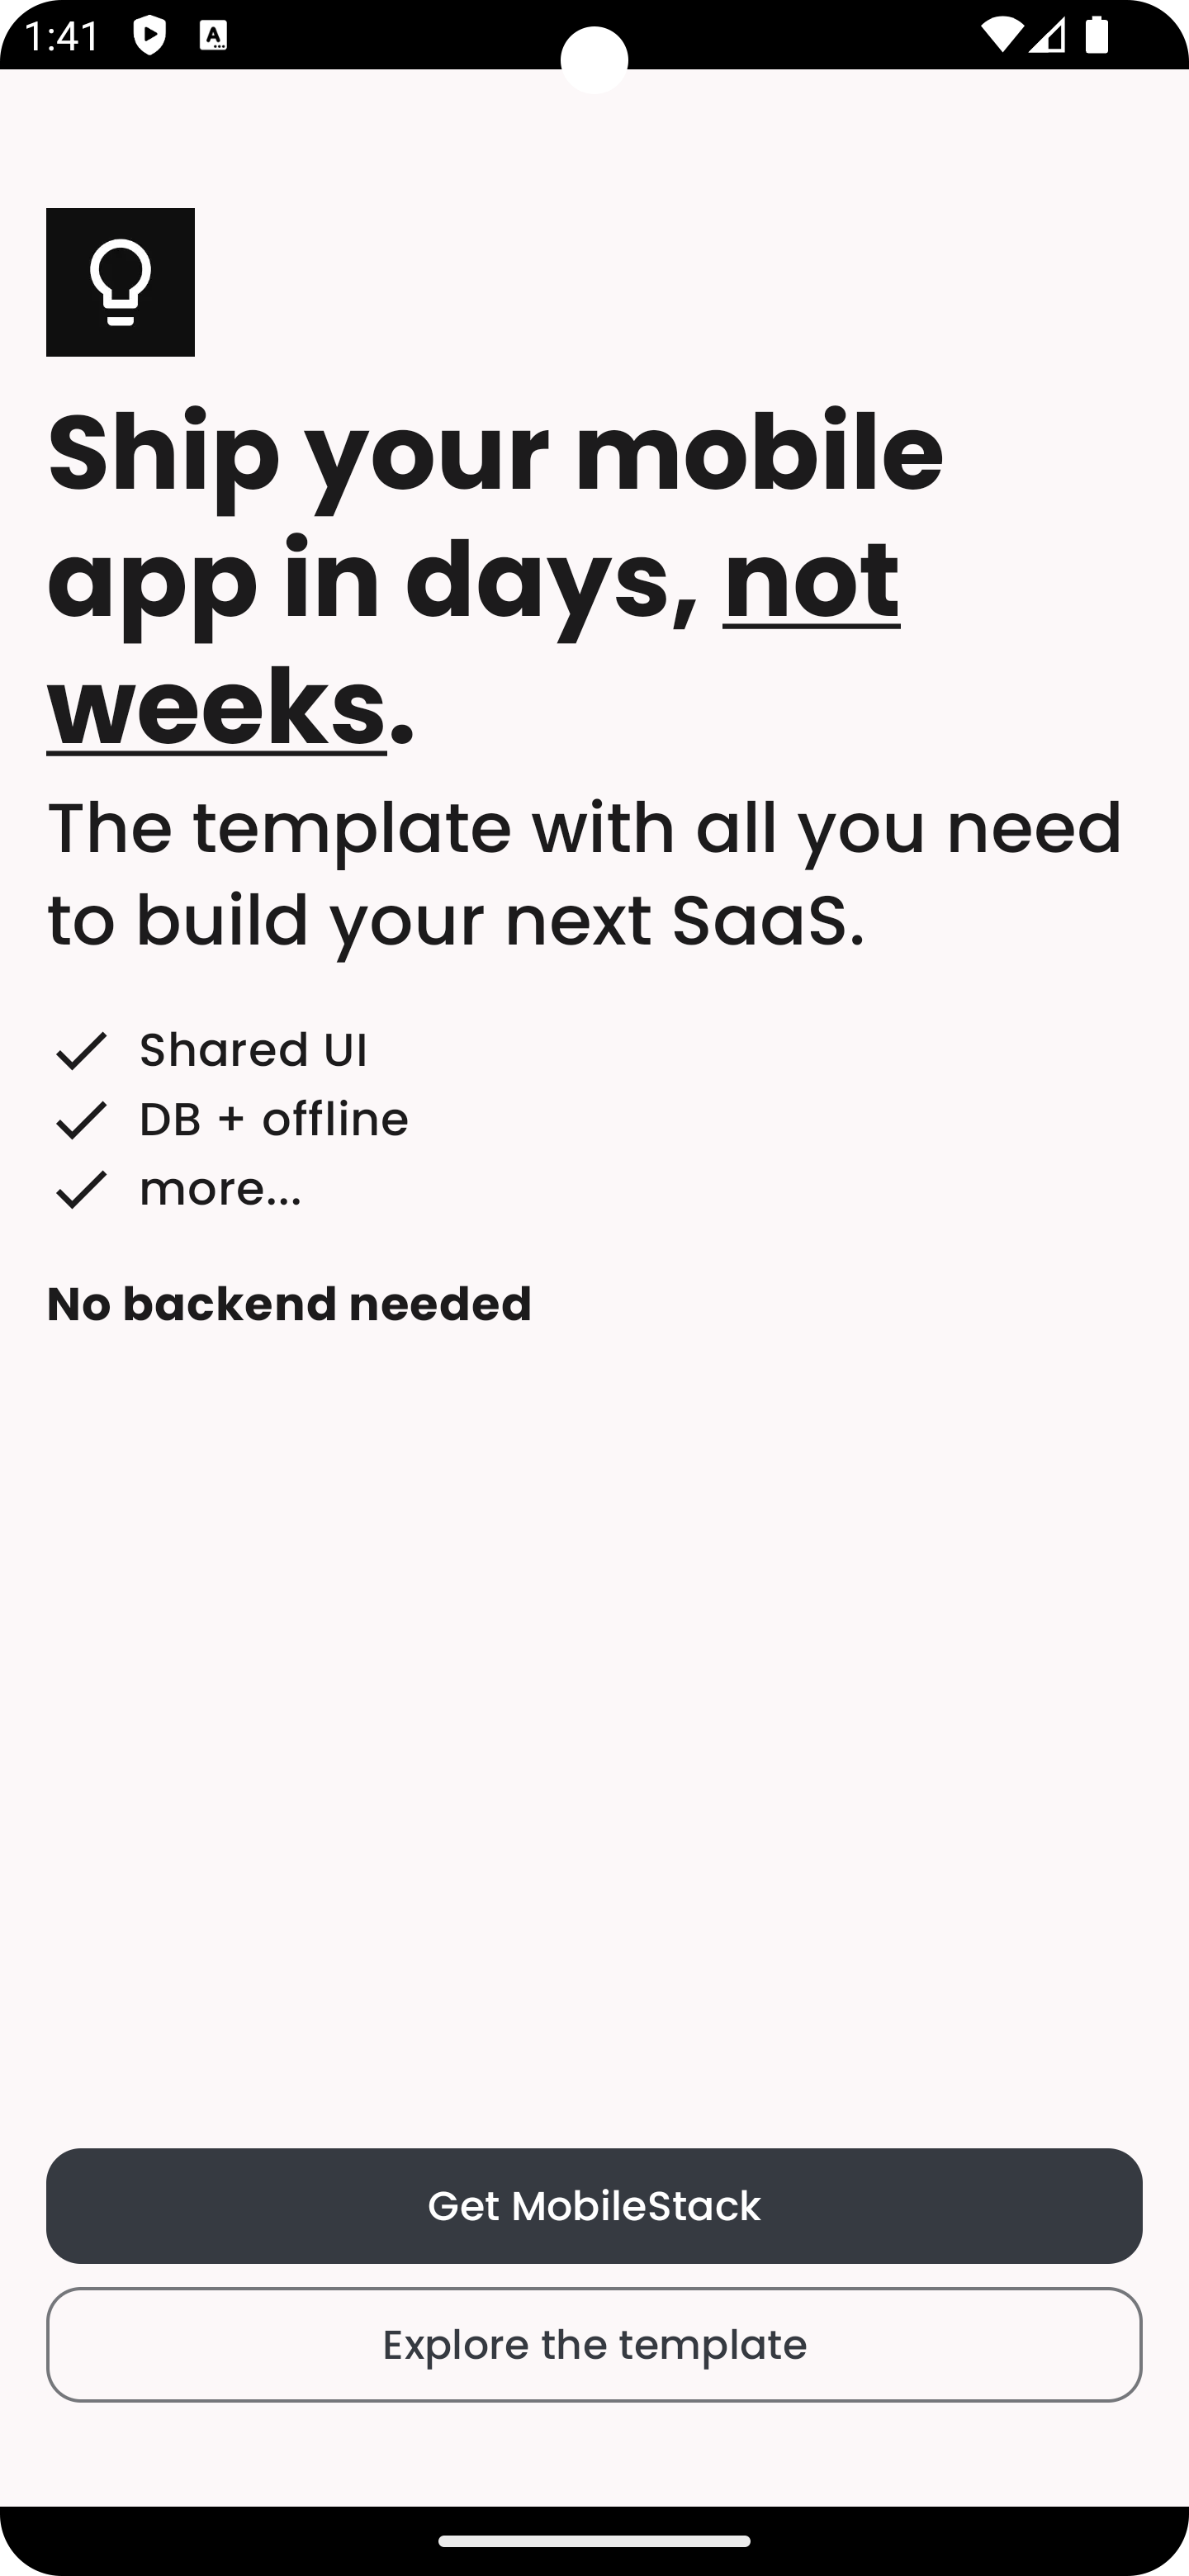 1:41
Ship your mobile
app in days, not
weeks.
The template with all you need
to build your next SaaS.
Shared UI
DB + offline
more...
No backend needed
Get MobileStack
Explore the template